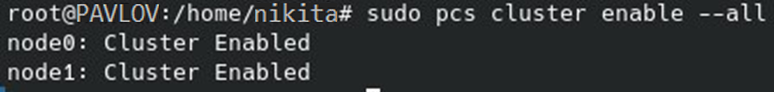 root@PAVLOV:/home/nikita# sudo pcs cluster enable --all
node0: Cluster Enabled
node1: Cluster Enabled